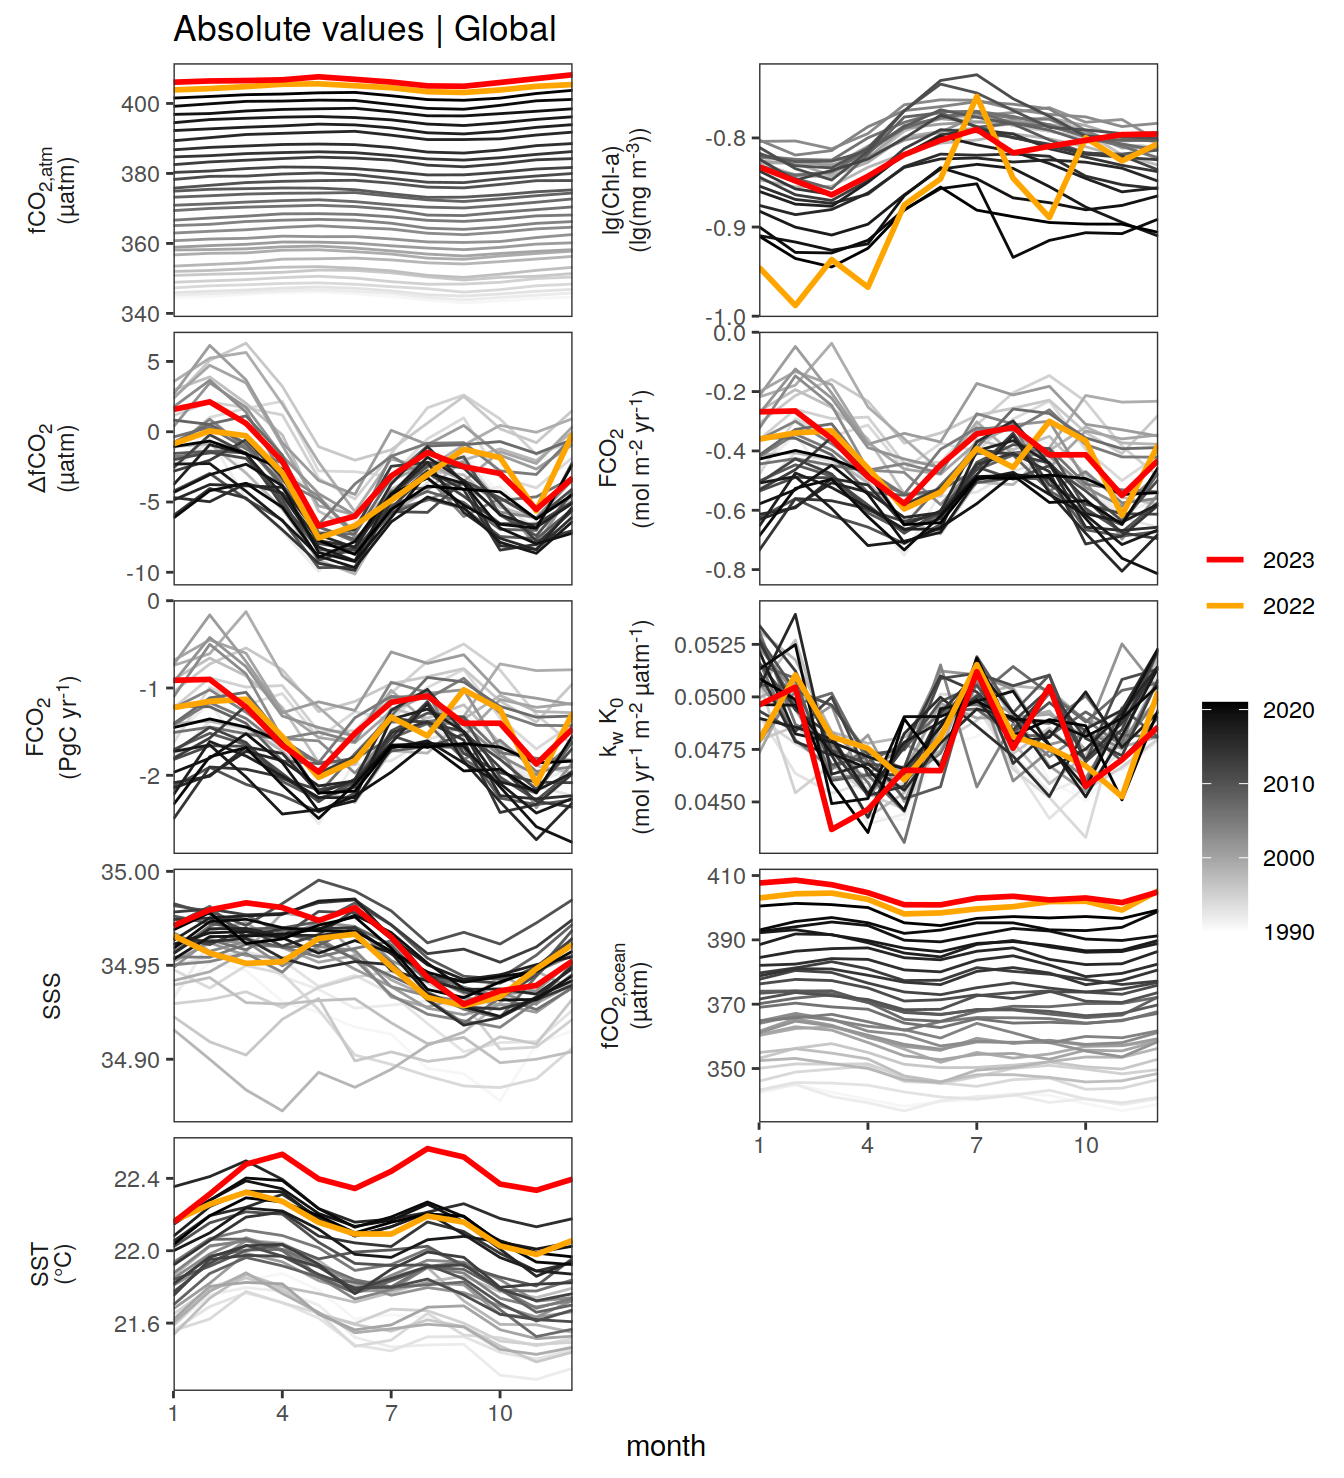 Absolute values | Global
fCO2,atm
(µatm)
400
380
360
340
lg(Chl-a)
(lg(mg m-3))
-0.8
-0.9
-1.0
ΔfCO2
(µatm)
5
0
-5
-10
FCO2
(mol m-2 yr-1)
0.0
-0.2
-0.4
-0.6
-0.8
FCO2
(PgC yr-1)
0
-1
-2
kw K0
(mol yr-1 m-2 µatm-1)
0.0525
0.0500
0.0475
0.0450
SSS
35.00
34.95
34.90
fCO2,ocean
(µatm)
410
390
370
350
1 4 7 10
SST
(°C)
22.4
22.0
21.6
1 4 7 10
month
2023
2022
2020
2010
2000
1990